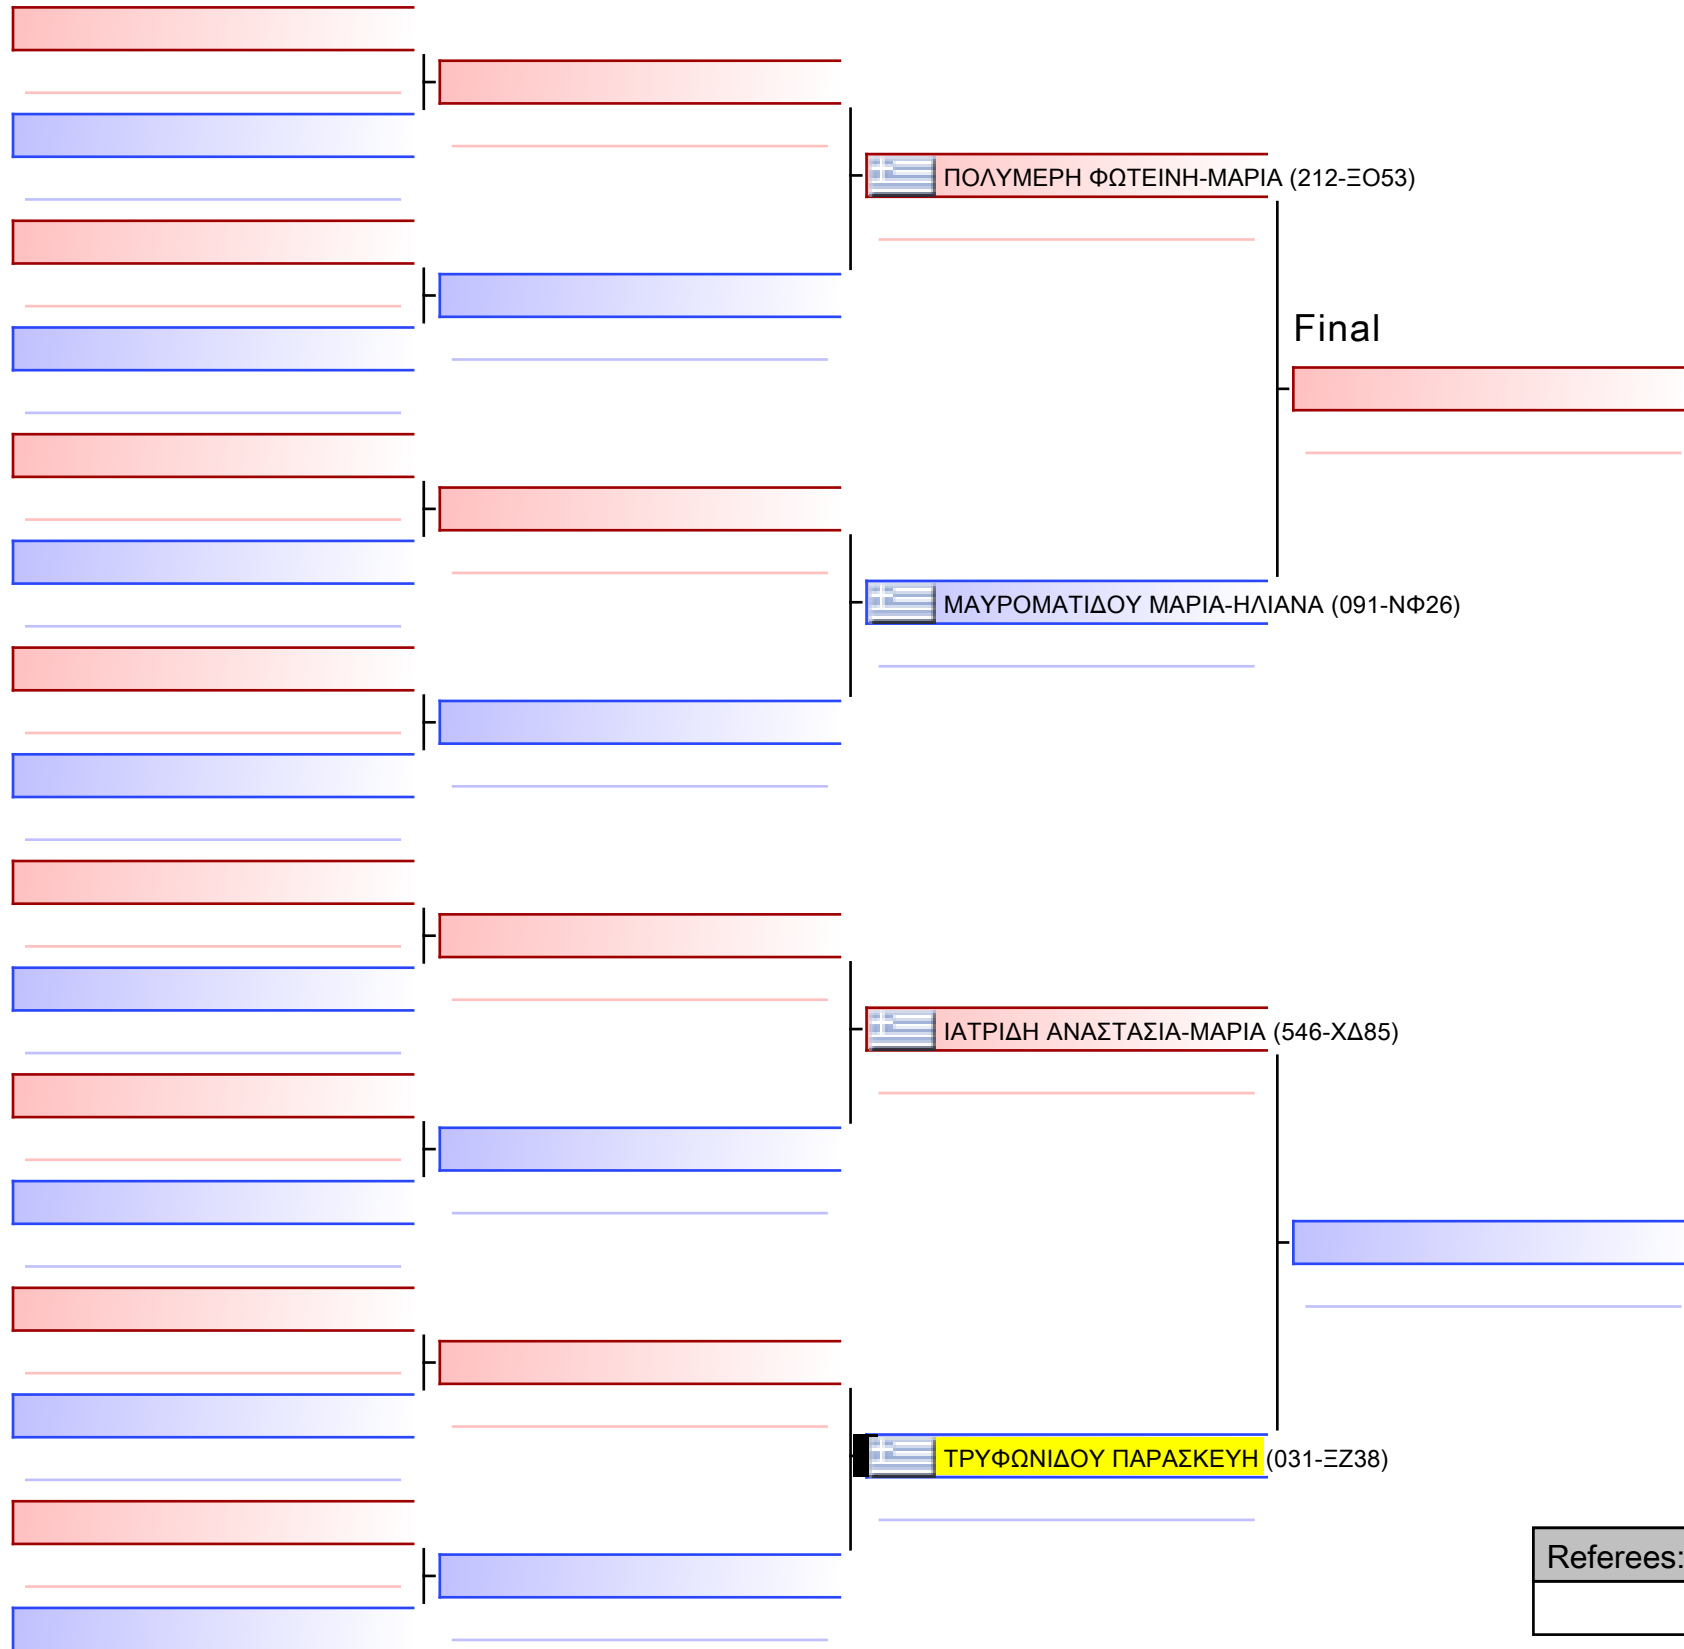 ΠΟΛΥΜΕΡΗ ΦΩΤΕΙΝΗ-ΜΑΡΙΑ (212-ΞΟ53)
Final
ΜΑΥΡΟΜΑΤΙΔΟΥ ΜΑΡΙΑ-ΗΛΙΑΝΑ (091-ΝΦ26)
ΙΑΤΡΙΔΗ ΑΝΑΣΤΑΣΙΑ-ΜΑΡΙΑ (546-ΧΔ85)
ΤΡΥΦΩΝΙΔΟΥ ΠΑΡΑΣΚΕΥΗ (031-ΞΖ38)
Referees: